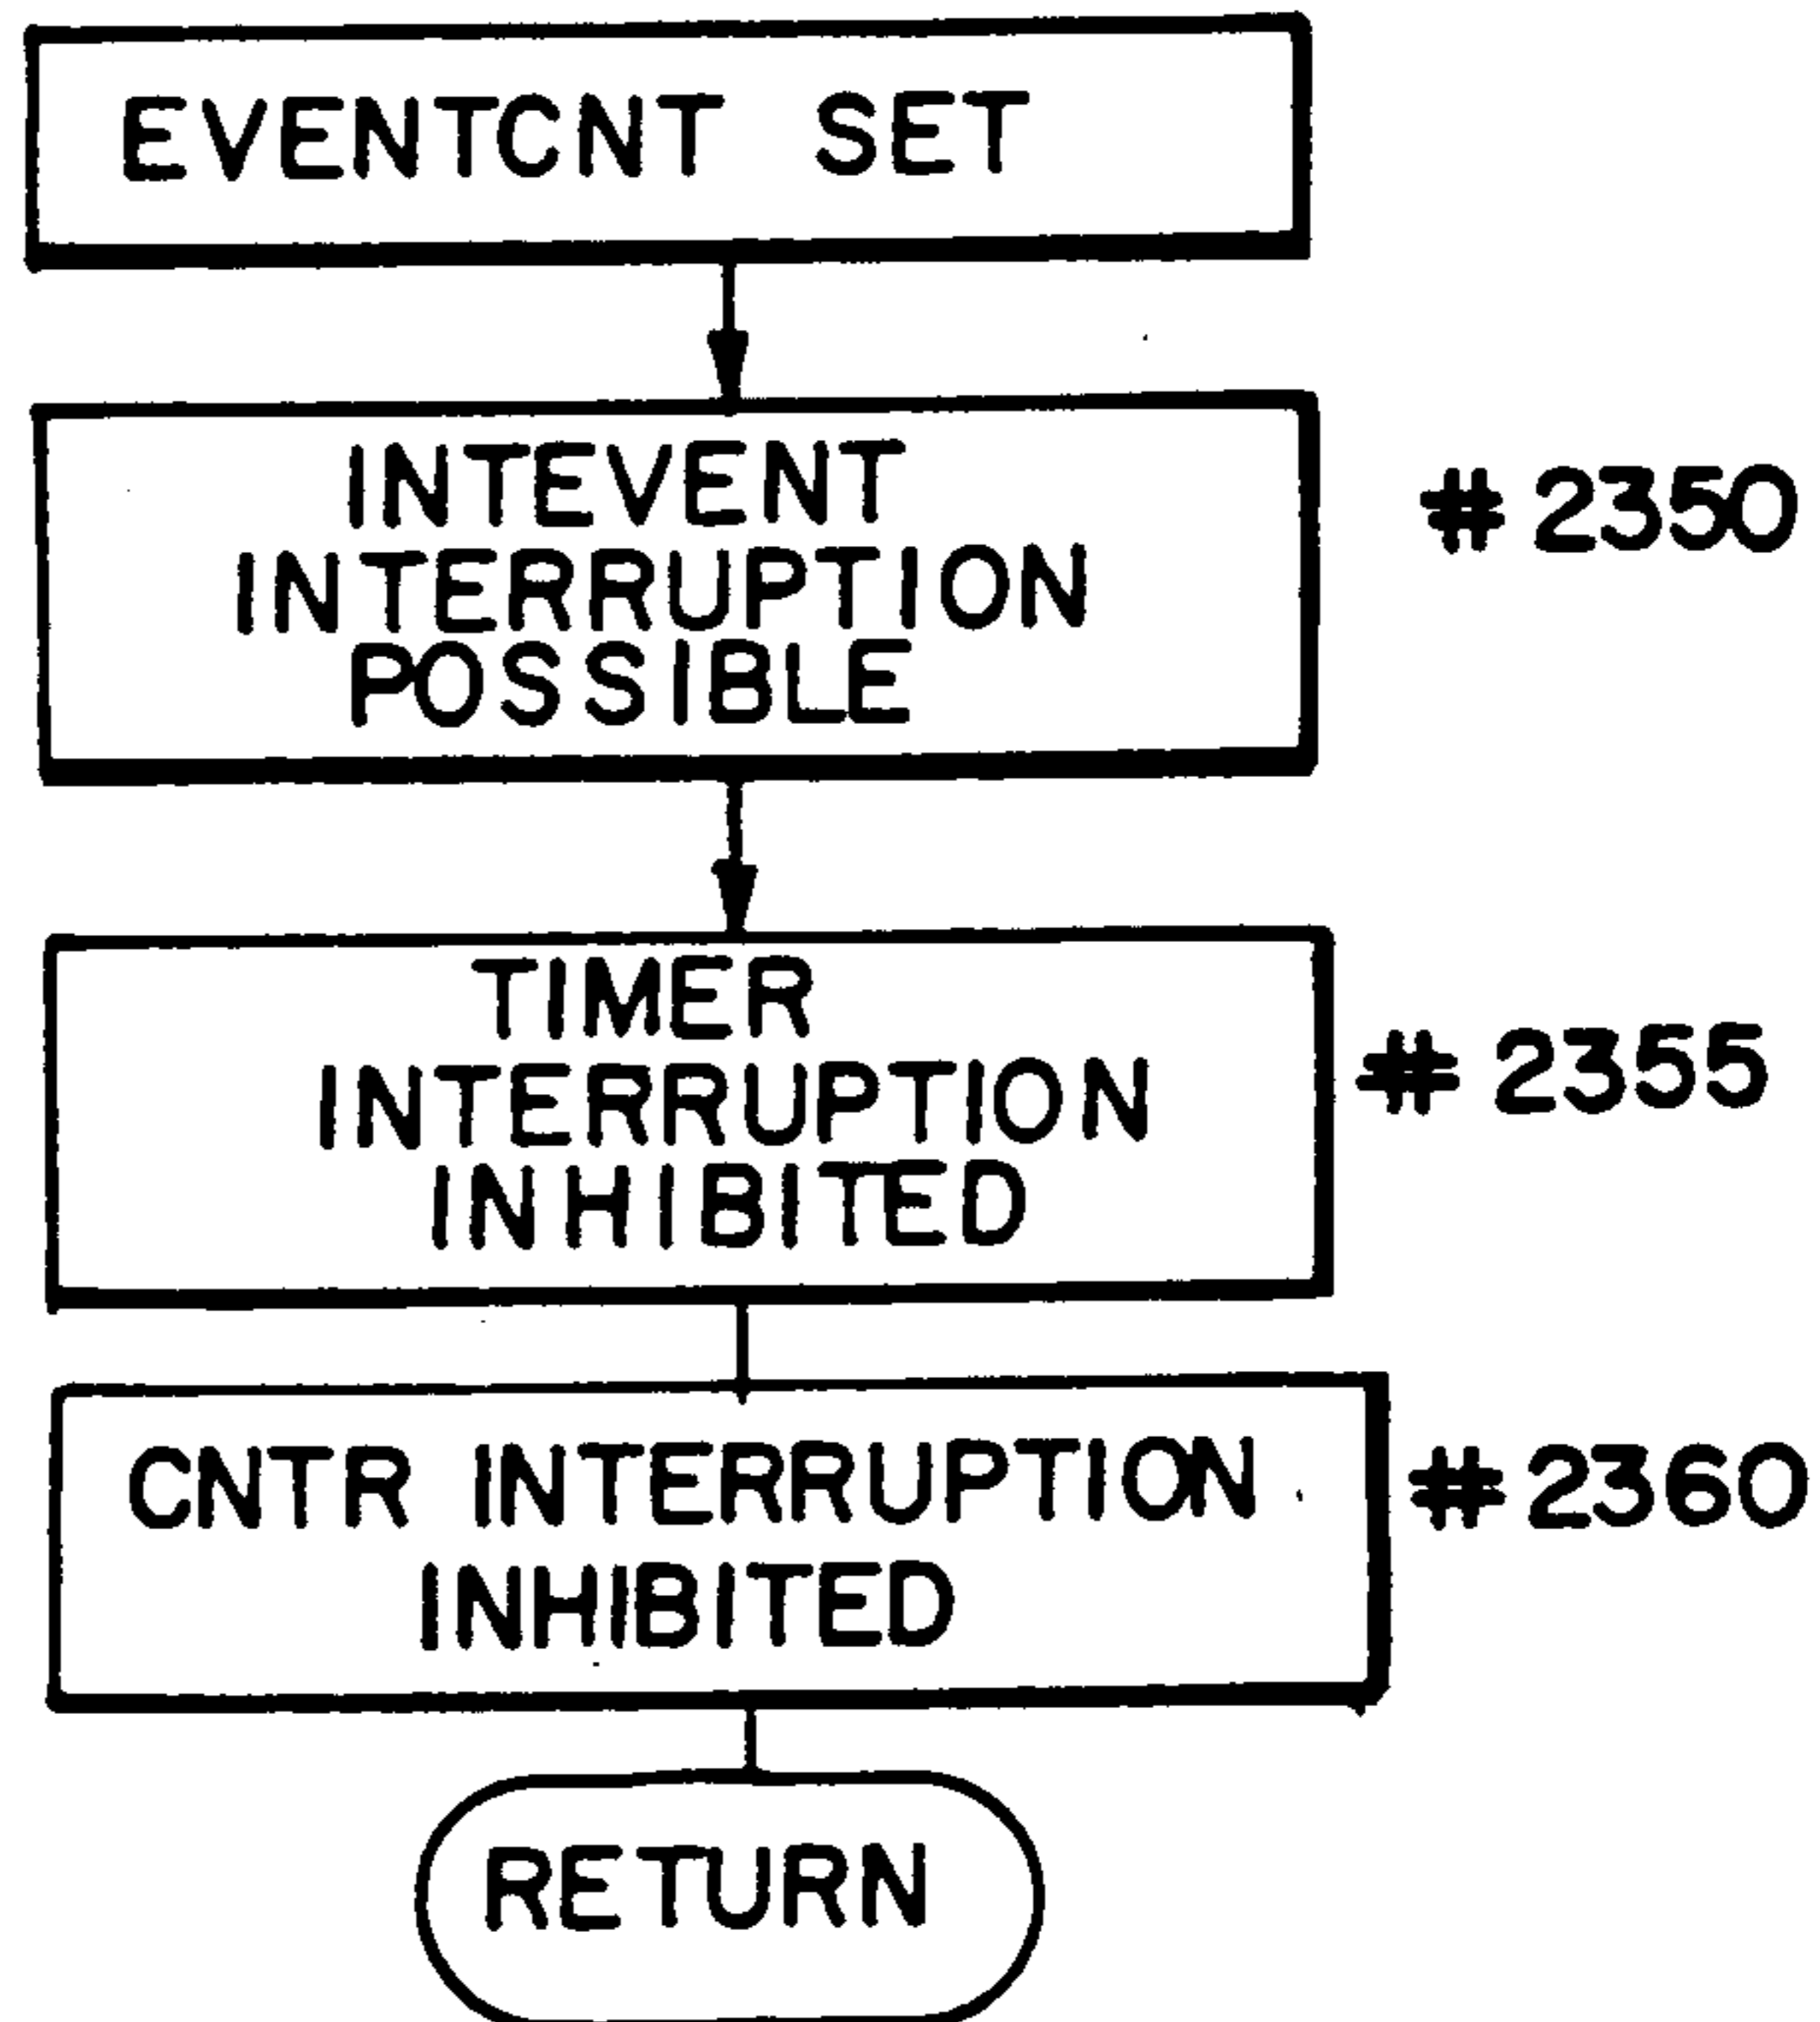 EVENTCNT SET
INTEVENT
INTERRUPTION
POSSIBLE
#2350
TIMER
INTERRUPTION
INHIBITED
#2355
CNTR INTERRUPTION
INHIBITED
#2360
RETURN